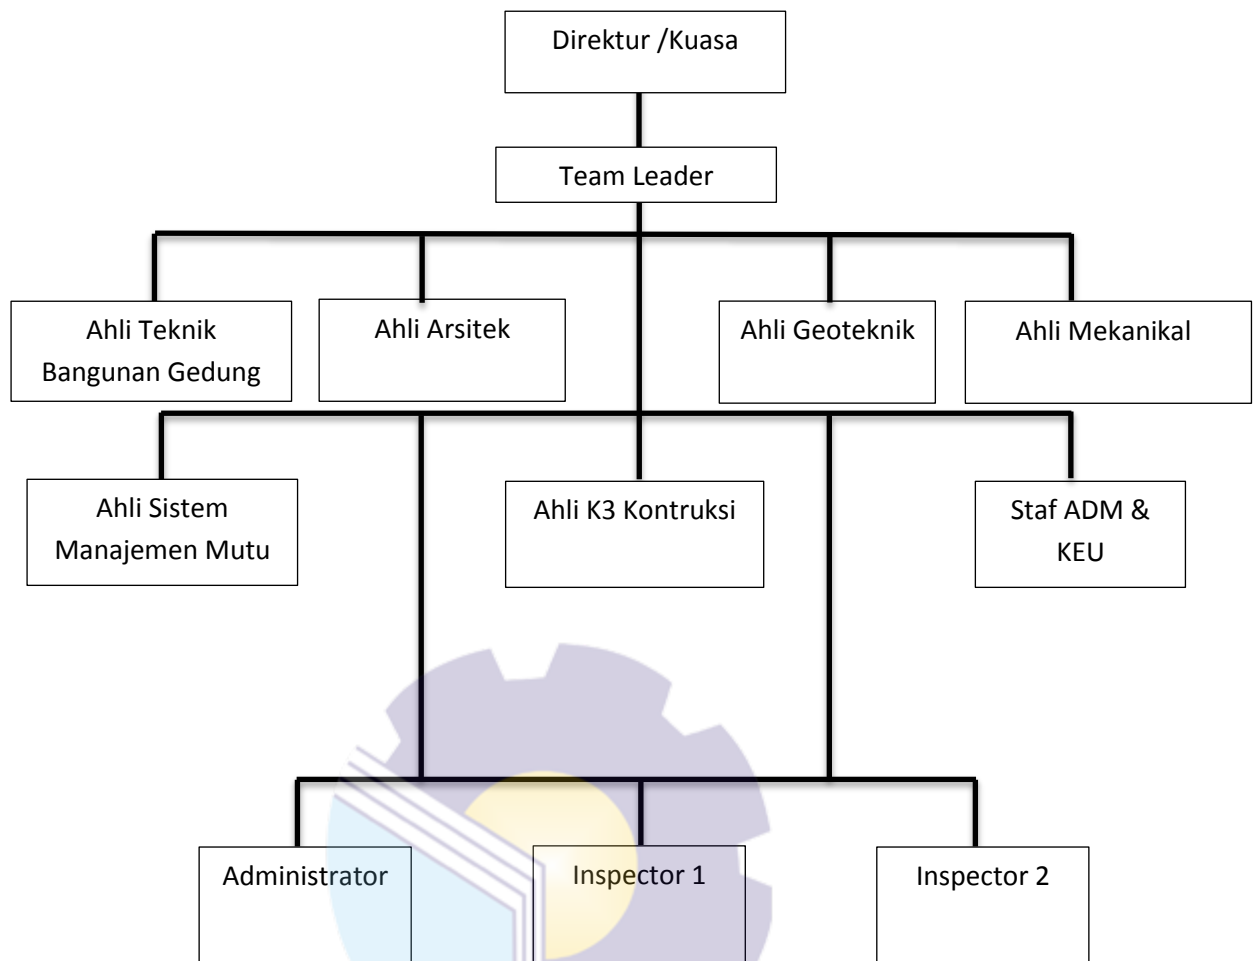 Direktur /Kuasa
Team Leader
Ahli Teknik
Bangunan Gedung
Ahli Arsitek
Ahli Geoteknik
Ahli Mekanikal
Ahli Sistem
Manajemen Mutu
Ahli K3 Kontruksi
Staf ADM &
KEU
Administrator
Inspector 1
Inspector 2